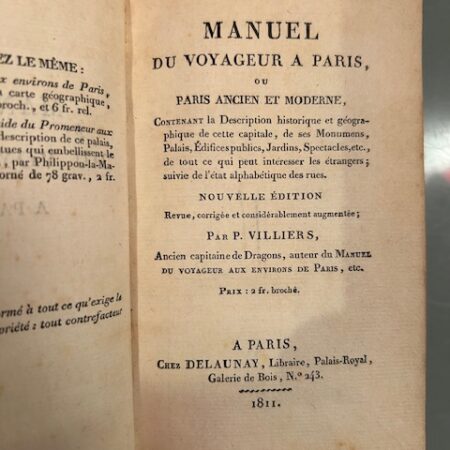 EZ LE MÊME :
x environs de Paris,
carte géographique,
roch., et 6 fr. rel.
ide du Promeneur aux
description de ce palais,
tues qui embellissent le
, par Philippon-la-Ma-
orné de 78 grav., 2 fr.
ormé à tout ce qu'exige la
opriété : tout contrefacteur
MANUEL
DU VOYAGEUR A PARIS,
OU
PARIS ANCIEN ET MODERNE,
CONTENANT la Description historique et géogra-
phique de cette capitale, de ses Monumens,
Palais, Édifices publics, Jardins, Spectacles, etc.,
de tout ce qui peut interesser les étrangers;
suivie de l'état alphabétique des rues.
NOUVELLE ÉDITION
Revue, corrigée et considérablement augmentée;
PAR P. VILLIERS,
Ancien capitaine de Dragons, auteur du MANUEL
DU VOYAGEUR AUX ENVIRONS DE PARIS, etc.
PRIX : 2 fr. broché.
A PARIS,
CHEZ DELAUNAY, Libraire, Palais-Royal,
Galerie de Bois, N.º 243.
1811.